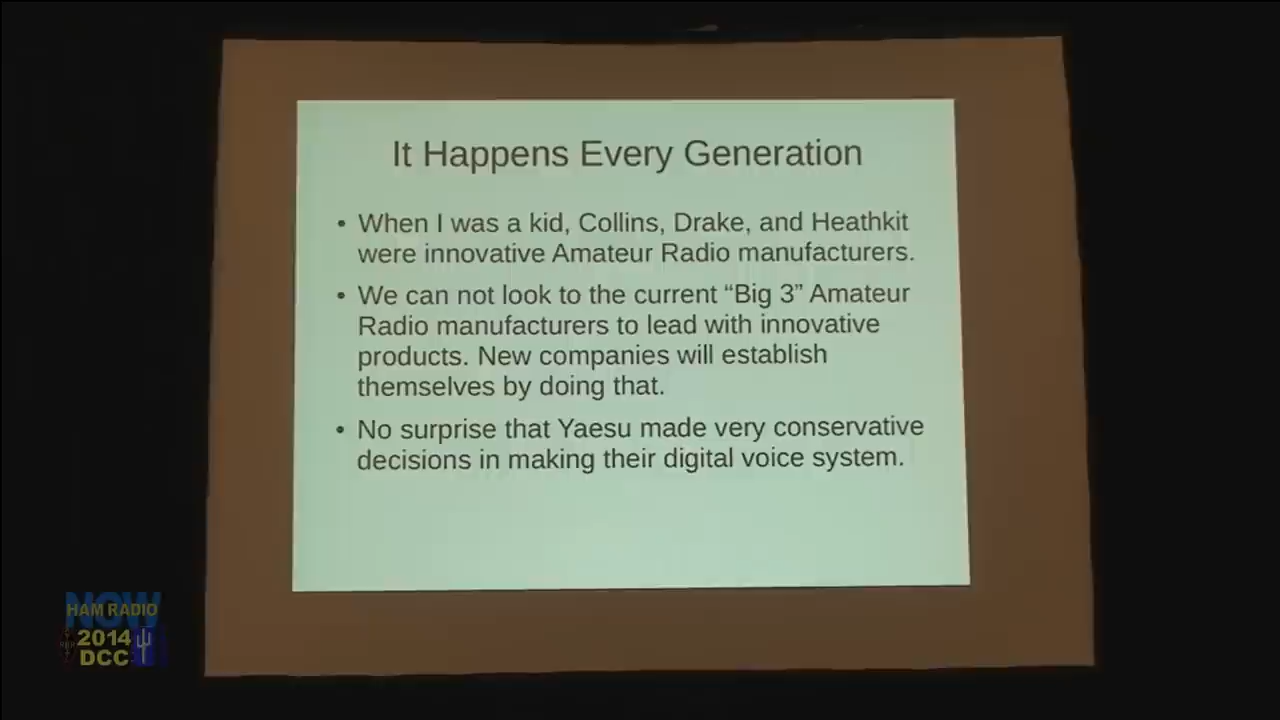 It Happens Every Generation
• When I was a kid, Collins, Drake, and Heathkit
were innovative Amateur Radio manufacturers.
• We can not look to the current “Big 3” Amateur
Radio manufacturers to lead with innovative
products. New companies will establish
themselves by doing that.
• No surprise that Yaesu made very conservative
decisions in making their digital voice system.
NOW
HAM RADIO
2014
DCC